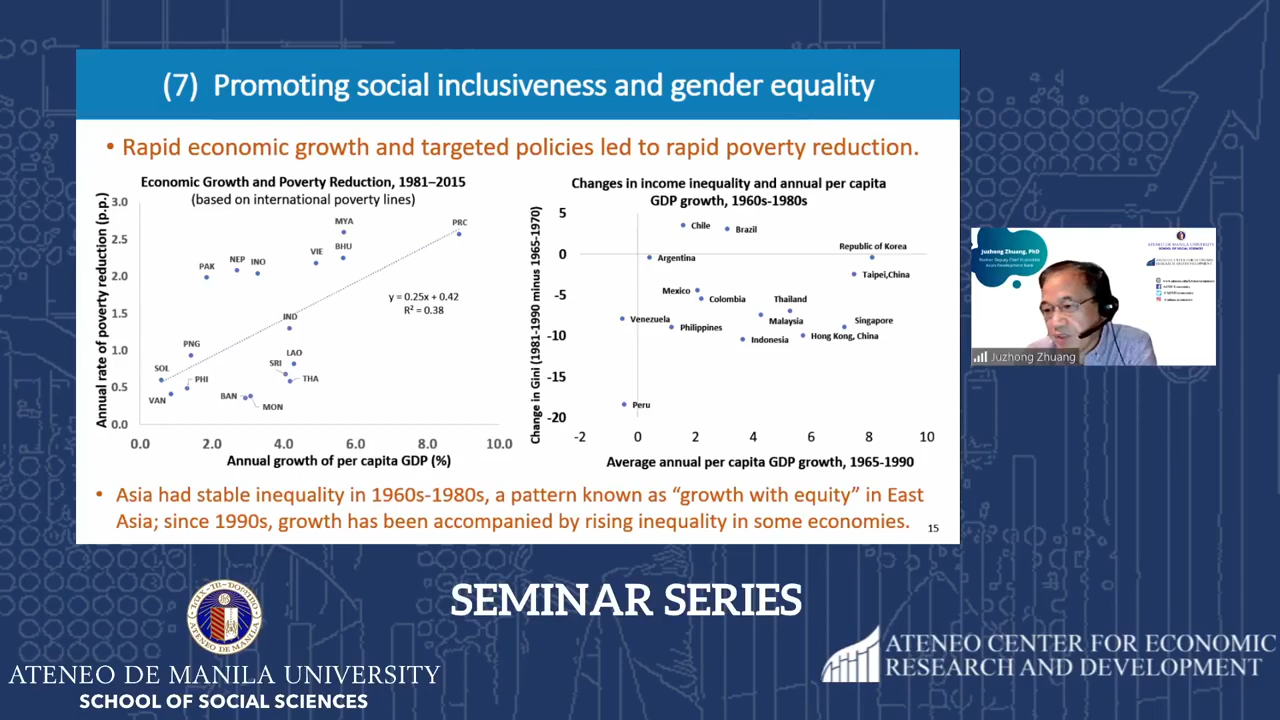 (7) Promoting social inclusiveness and gender equality
• Rapid economic growth and targeted policies led to rapid poverty reduction.
Economic Growth and Poverty Reduction, 1981–2015
(based on international poverty lines)
Annual rate of poverty reduction (p.p.)
3.0
2.5
2.0
1.5
1.0
0.5
0.0
MYA
PRC
VIE
BHU
PAK
NEP
INO
y = 0.25x + 0.42
R² = 0.38
IND
PNG
LAO
SOL
SRI
PHI
THA
VAN
BAN
MON
0.0 2.0 4.0 6.0 8.0 10.0
Annual growth of per capita GDP (%)
Changes in income inequality and annual per capita
GDP growth, 1960s-1980s
Change in Gini (1981-1990 minus 1965-1970)
5
0
-5
-10
-15
-20
Chile
Brazil
Republic of Korea
Argentina
Taipei,China
Mexico
Colombia
Thailand
Venezuela
Philippines
Malaysia
Singapore
Indonesia
Hong Kong, China
Peru
-2 0 2 4 6 8 10
Average annual per capita GDP growth, 1965-1990
• Asia had stable inequality in 1960s-1980s, a pattern known as “growth with equity” in East
Asia; since 1990s, growth has been accompanied by rising inequality in some economies.
15
Juzhong Zhuang, PhD
Juzhong Zhuang
SEMINAR SERIES
ATENEO DE MANILA UNIVERSITY
SCHOOL OF SOCIAL SCIENCES
ATENEO CENTER FOR ECONOMIC
RESEARCH AND DEVELOPMENT